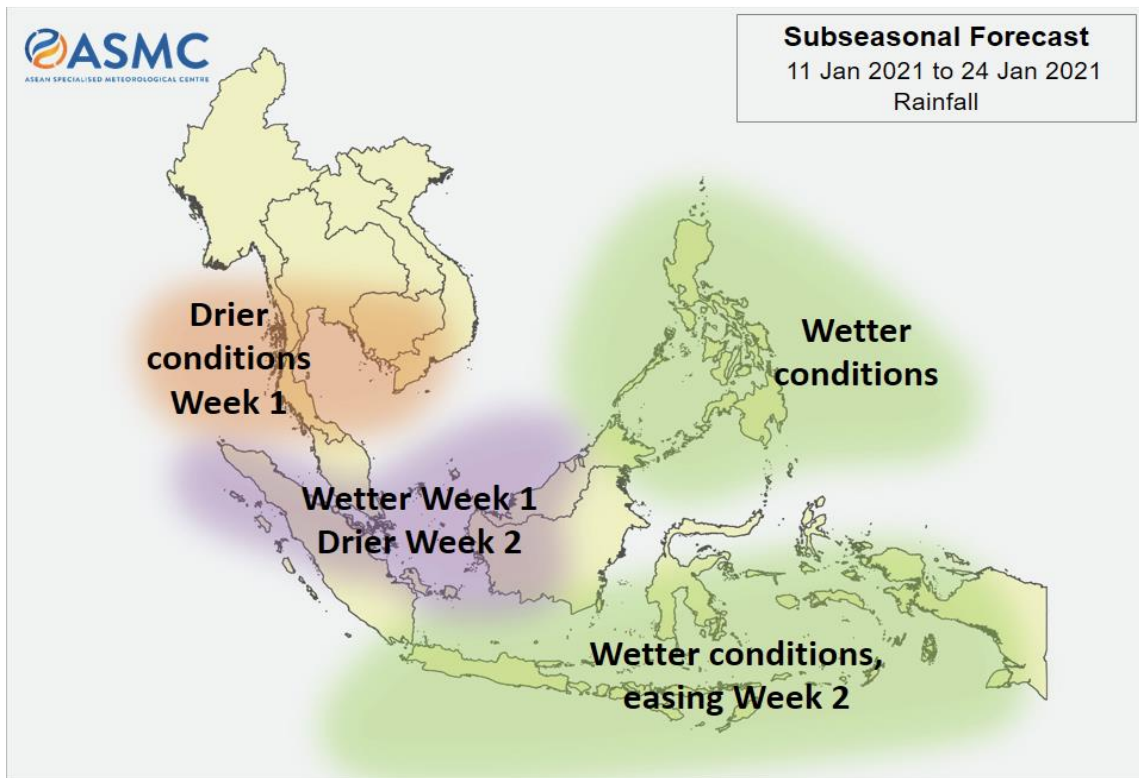 ASMC
ASEAN SPECIALISED METEOROLOGICAL CENTRE
Subseasonal Forecast
11 Jan 2021 to 24 Jan 2021
Rainfall
Drier
conditions
Week 1
Wetter
conditions
Wetter Week 1
Drier Week 2
Wetter conditions,
easing Week 2